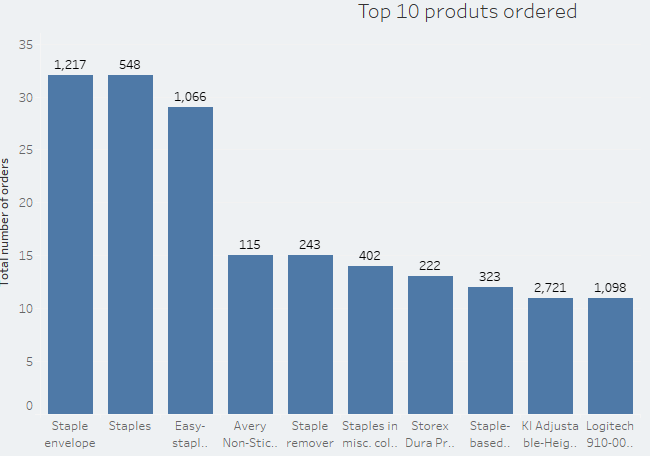 Top 10 produts ordered
Total number of orders
35
30
25
20
15
10
5
0
1,217
548
1,066
115
243
402
222
323
2,721
1,098
Staple
envelope
Staples
Easy-
stapl..
Avery
Non-Stic..
Staple
remover
Staples in
misc. col..
Storex
Dura Pr..
Staple-
based..
KI Adjusta
ble-Heig..
Logitech
910-00..